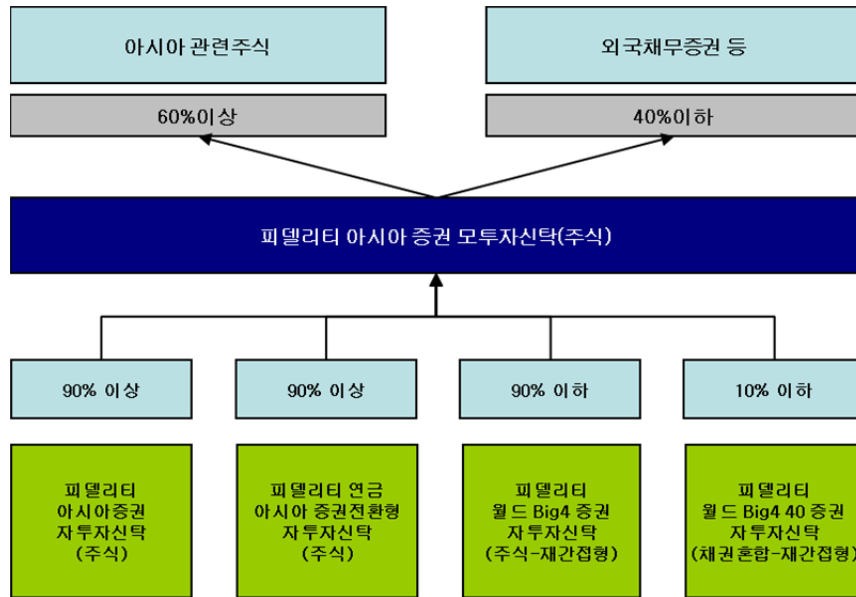 아시아 관련주식
외국채무증권 등
60%이상
40%이하
피델리티 아시아 증권 모투자신탁(주식)
90% 이상
90% 이상
90% 이하
10% 이하
피델리티
아시아증권
자투자신탁
(주식)
피델리티 연금
아시아 증권전환형
자투자신탁
(주식)
피델리티
월드 Big4 증권
자투자신탁
(주식-재간접형)
피델리티
월드 Big4 40 증권
자투자신탁
(채권혼합-재간접형)